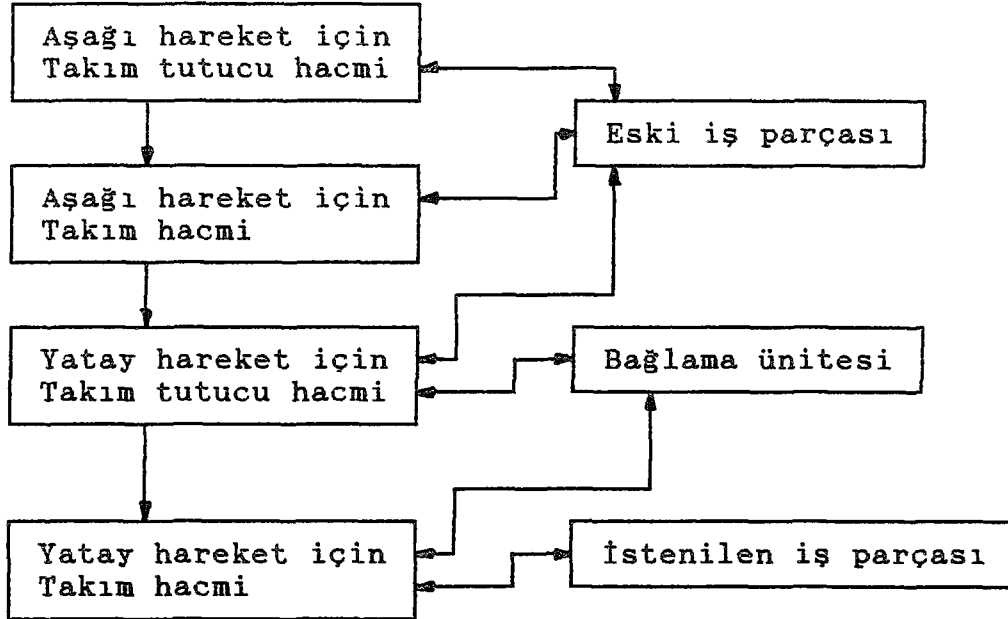 Aşağı hareket için
Takım tutucu hacmi
Eski iş parçası
Aşağı hareket için
Takım hacmi
Yatay hareket için
Takım tutucu hacmi
Bağlama ünitesi
Yatay hareket için
Takım hacmi
İstenilen iş parçası